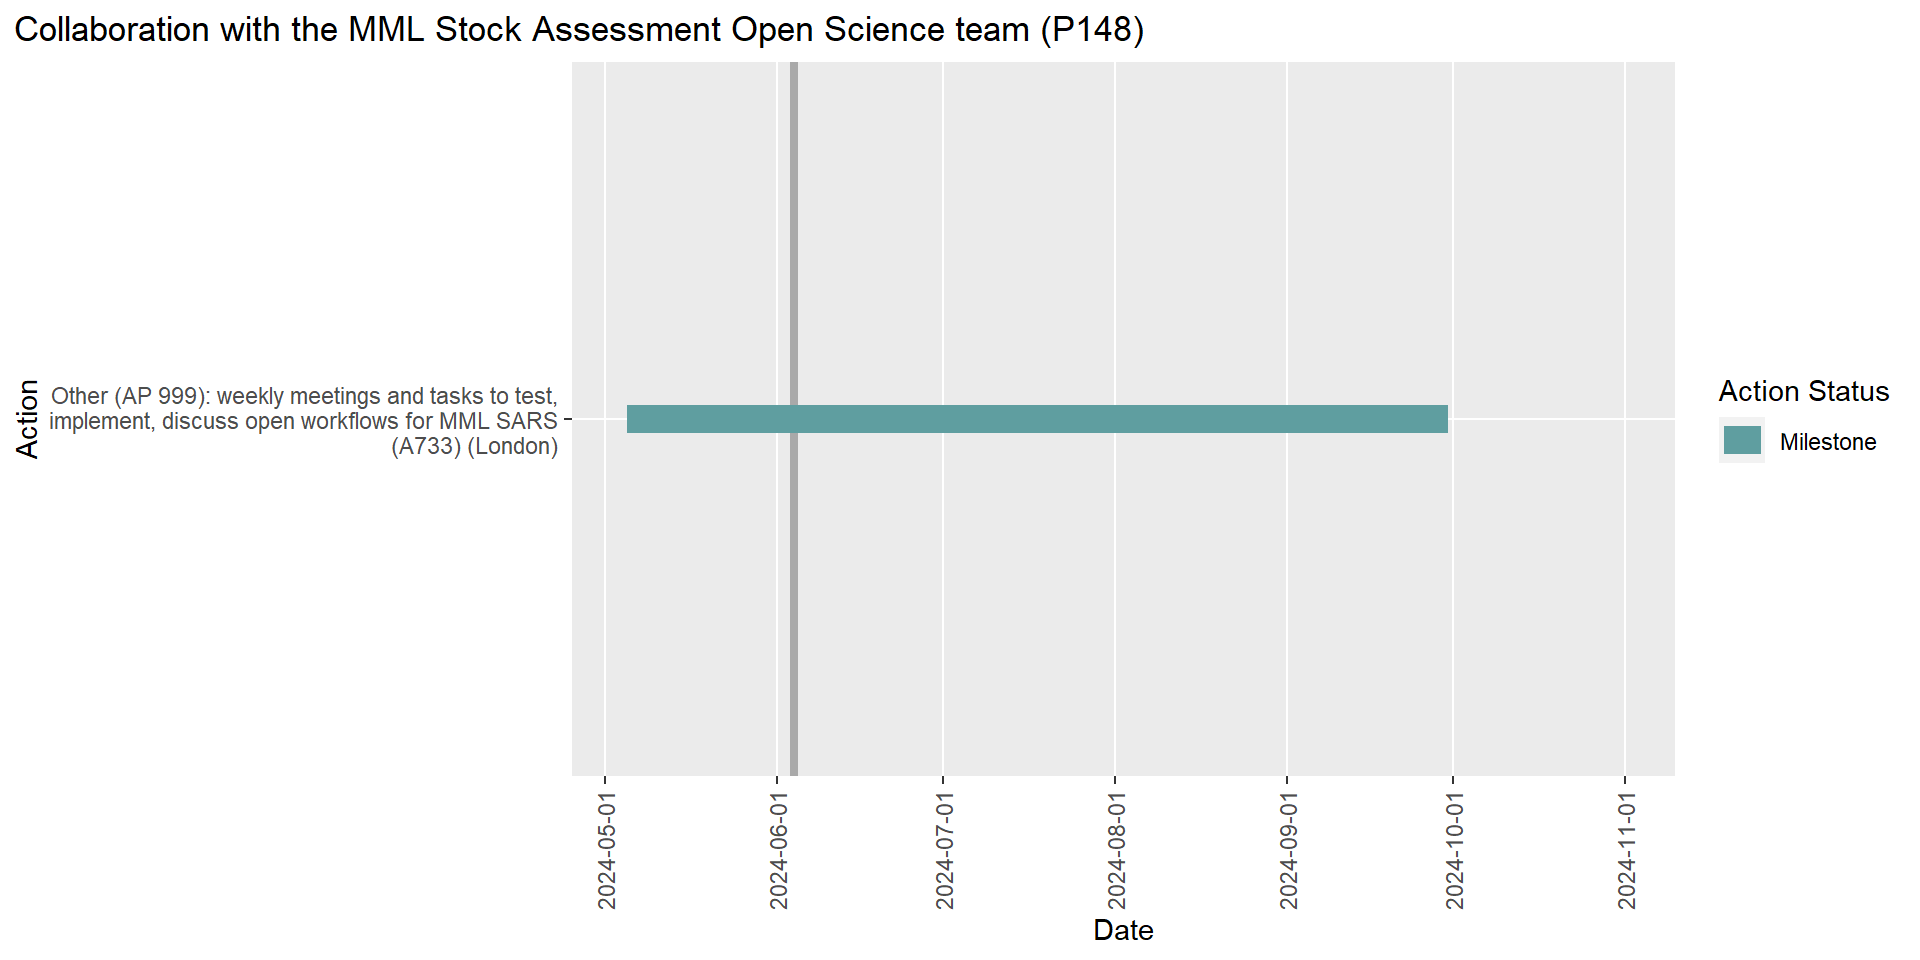 Collaboration with the MML Stock Assessment Open Science team (P148)
Action
Other (AP 999): weekly meetings and tasks to test,
implement, discuss open workflows for MML SARS
(A733) (London)
Action Status
Milestone
2024-05-01
2024-06-01
2024-07-01
2024-08-01
2024-09-01
2024-10-01
2024-11-01
Date